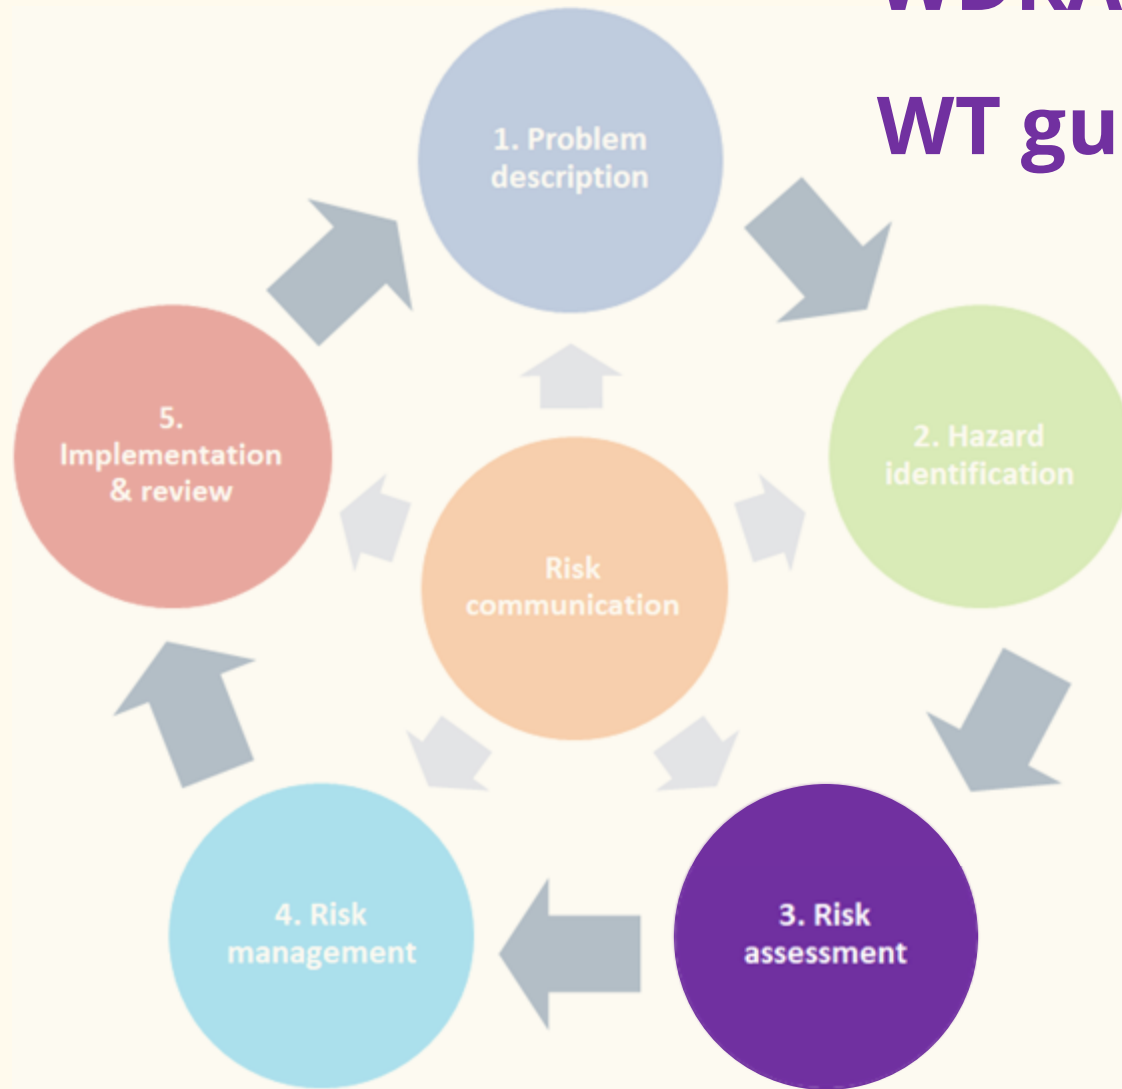 WT gu
1. Problem
description
2. Hazard
identification
5.
Implementation
& review
Risk
communication
4. Risk
management
3. Risk
assessment